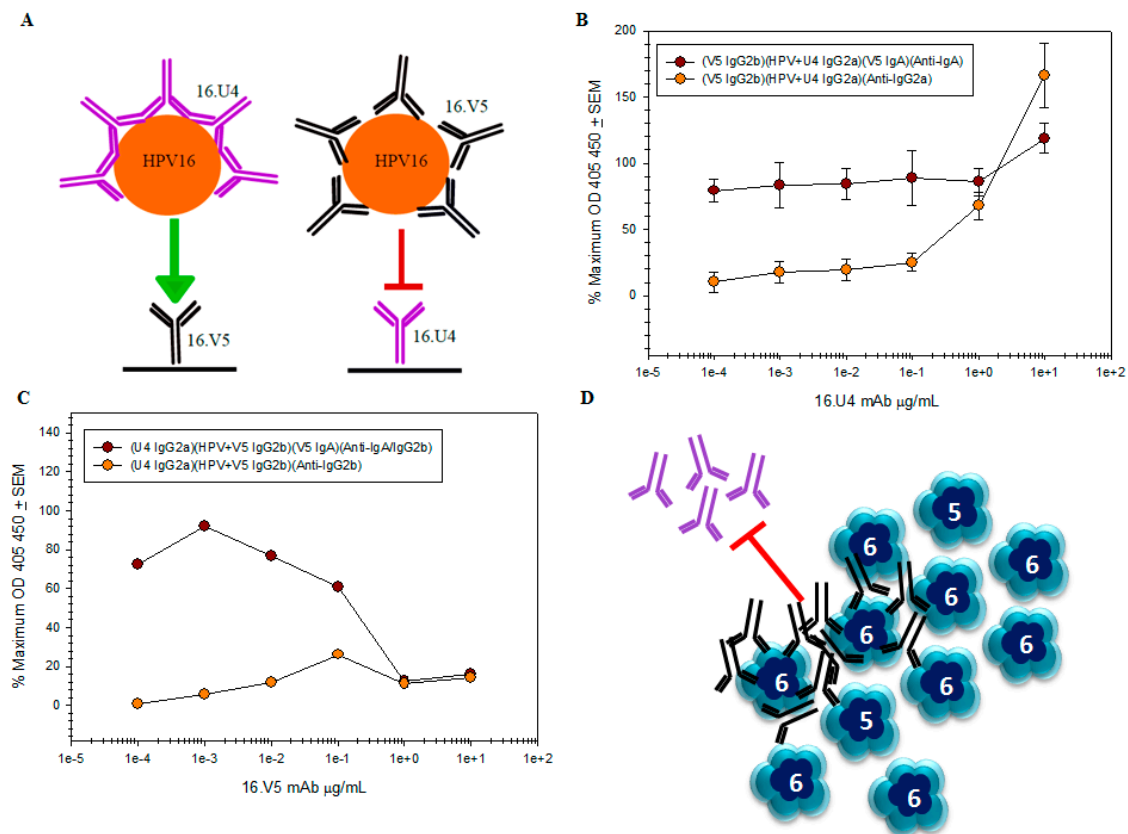 A
16.U4
HPV16
16.V5
16.V5
HPV16
16.U4
B
(V5 IgG2b)(HPV+U4 IgG2a)(V5 IgA)(Anti-IgA)
(V5 IgG2b)(HPV+U4 IgG2a)(Anti-IgG2a)
% Maximum OD 405 450 ± SEM
200
150
100
50
0
1e-5 1e-4 1e-3 1e-2 1e-1 1e+0 1e+1 1e+2
16.U4 mAb µg/mL
C
(U4 IgG2a)(HPV+V5 IgG2b)(V5 IgA)(Anti-IgA/IgG2b)
(U4 IgG2a)(HPV+V5 IgG2b)(Anti-IgG2b)
% Maximum OD 405 450 ± SEM
140
120
100
80
60
40
20
0
1e-5 1e-4 1e-3 1e-2 1e-1 1e+0 1e+1 1e+2
16.V5 mAb µg/mL
D
5
6
6
6
6
6
6
6
5
6
6